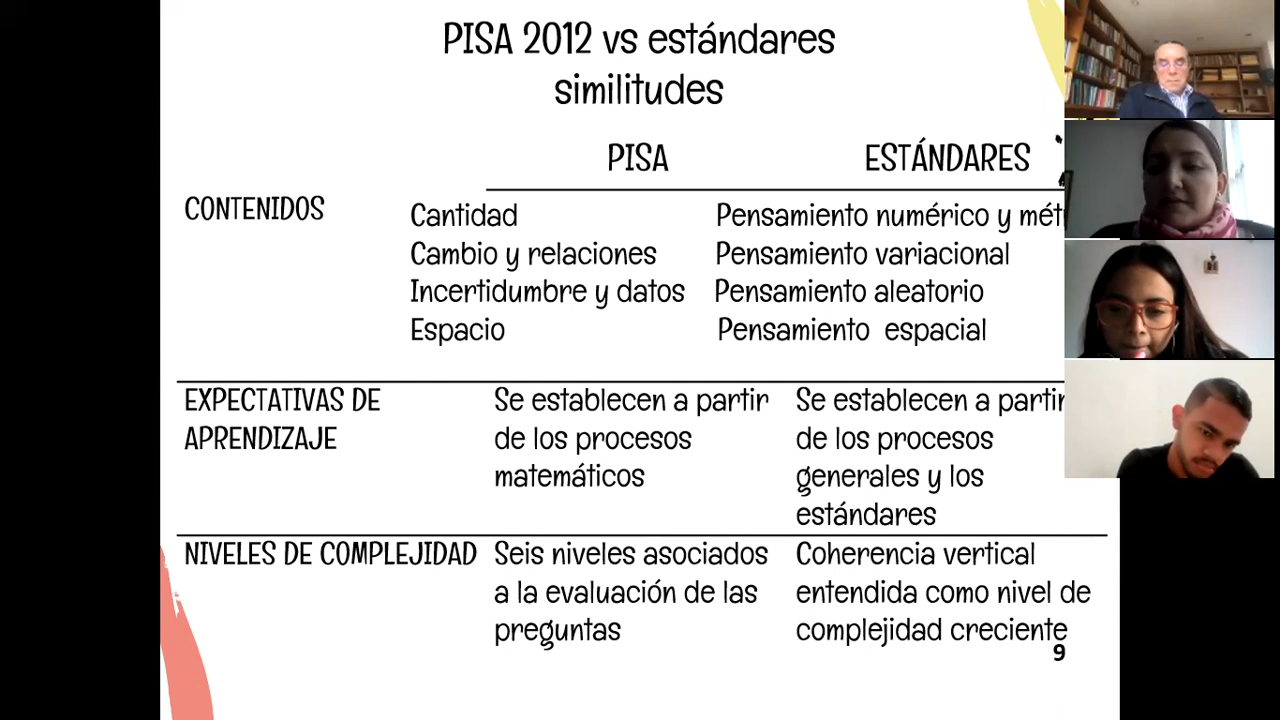 PISA 2012 vs estándares
similitudes
PISA ESTÁNDARES
CONTENIDOS
Cantidad Pensamiento numérico y
Cambio y relaciones Pensamiento variacional
Incertidumbre y datos Pensamiento aleatorio
Espacio Pensamiento espacial
EXPECTATIVAS DE Se establecen a partir Se establecen a partir
APRENDIZAJE de los procesos de los procesos
matemáticos generales y los
estándares
NIVELES DE COMPLEJIDAD Seis niveles asociados Coherencia vertical
a la evaluación de las entendida como nivel de
preguntas complejidad creciente
9